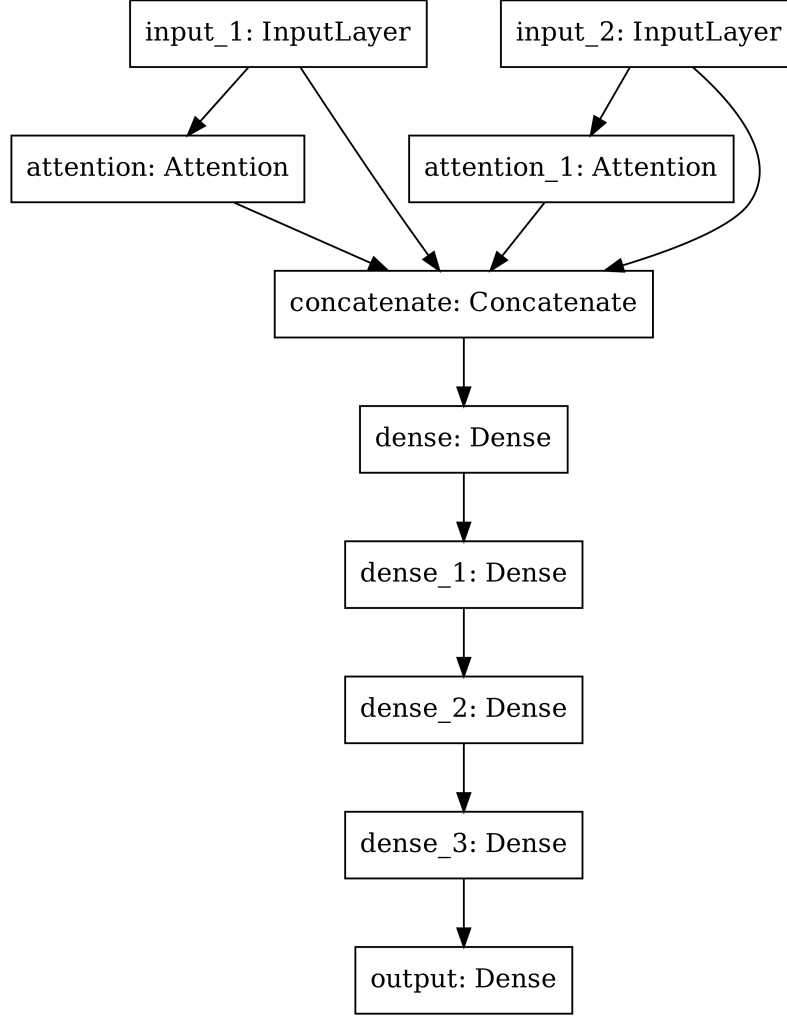 input_1: InputLayer
input_2: InputLayer
attention: Attention
attention_1: Attention
concatenate: Concatenate
dense: Dense
dense_1: Dense
dense_2: Dense
dense_3: Dense
output: Dense